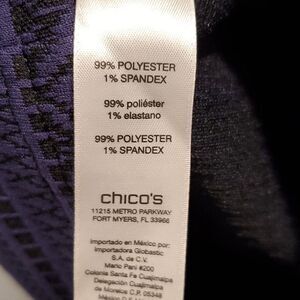 99% POLYESTER
1% SPANDEX
99% poliéster
1% elastano
99% POLYESTER
1% SPANDEX
chico's
11215 METRO PARKWAY
FORT MYERS, FL 33966
Importado en México por:
Importadora Globastic
S.A. de C.V.
Mario Pani #200
Colonia Santa Fe Cuajimalpa
Delegación Cuajimalpa
de Morelos C.P. 05348